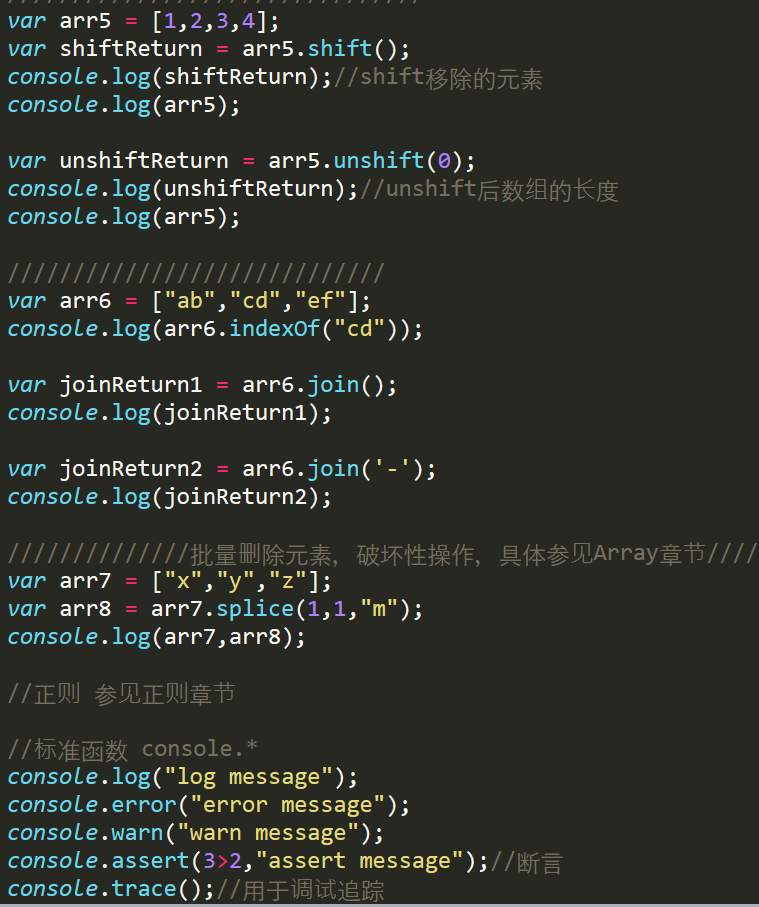 var arr5 = [1,2,3,4];
var shiftReturn = arr5.shift();
console.log(shiftReturn);//shift移除的元素
console.log(arr5);
var unshiftReturn = arr5.unshift(0);
console.log(unshiftReturn);//unshift后数组的长度
console.log(arr5);
/////////////////////////////
var arr6 = ["ab","cd","ef"];
console.log(arr6.indexOf("cd"));
var joinReturn1 = arr6.join();
console.log(joinReturn1);
var joinReturn2 = arr6.join('-');
console.log(joinReturn2);
//////////////批量删除元素，破坏性操作，具体参见Array章节////
var arr7 = ["x","y","z"];
var arr8 = arr7.splice(1,1,"m");
console.log(arr7,arr8);
//正则 参见正则章节
//标准函数 console.*
console.log("log message");
console.error("error message");
console.warn("warn message");
console.assert(3>2,"assert message");//断言
console.trace();//用于调试追踪